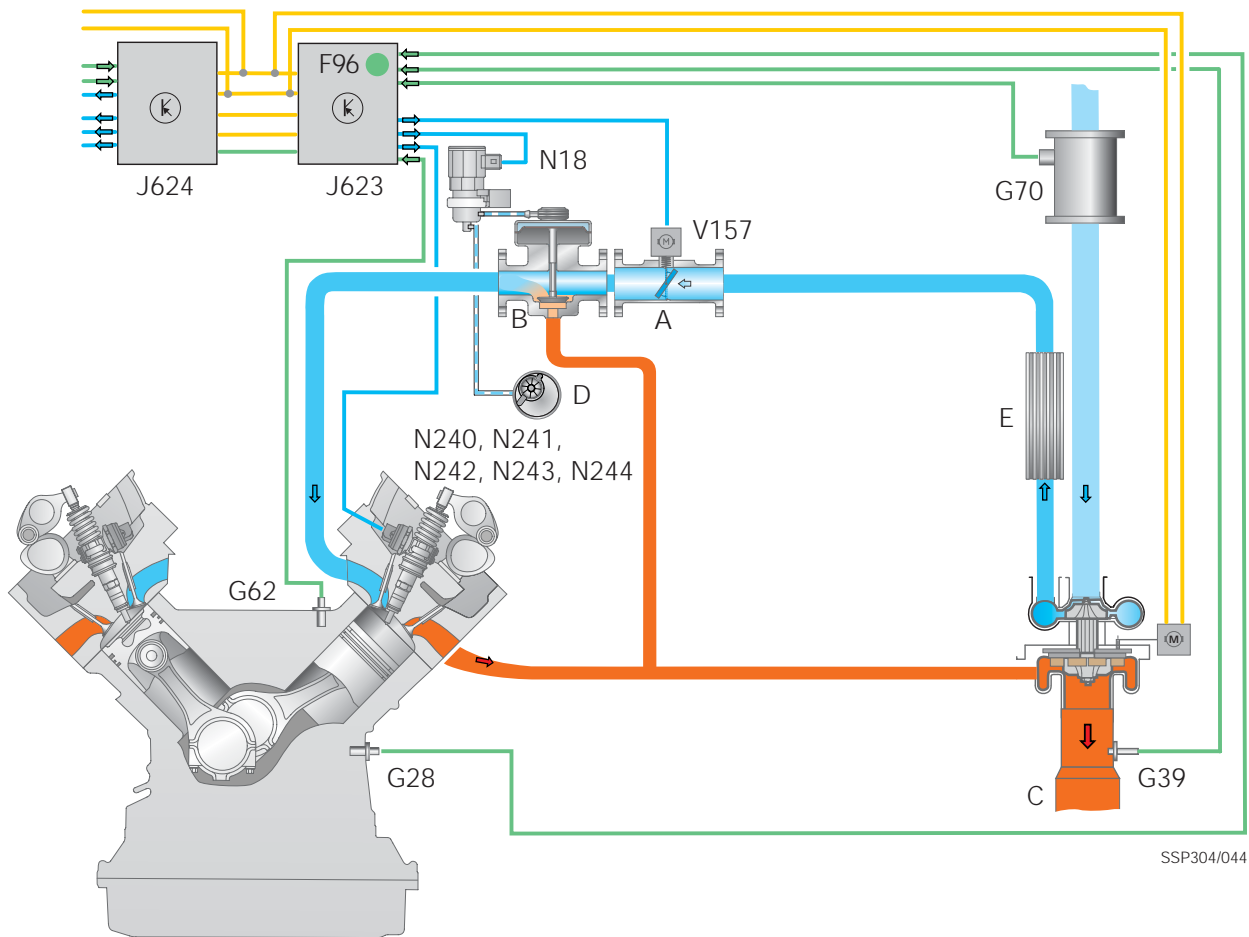 F96
J624
J623
N18
G70
V157
B
A
D
E
N240, N241,
N242, N243, N244
G62
M
M
G28
G39
C
SSP304/044